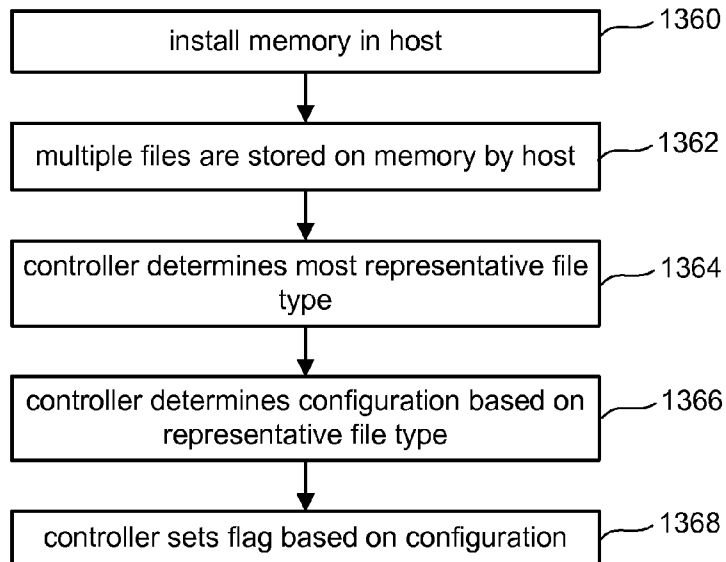 install memory in host
1360
multiple files are stored on memory by host
1362
controller determines most representative file
type
1364
controller determines configuration based on
representative file type
1366
controller sets flag based on configuration
1368